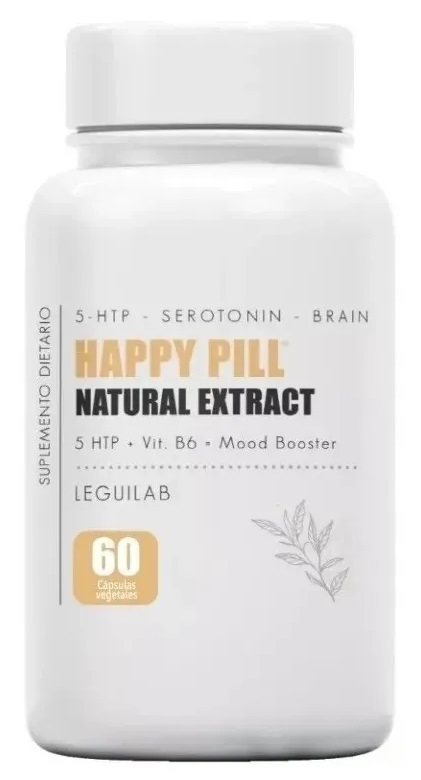 SUPLEMENTO DIETARIO
5-HTP - SEROTONIN - BRAIN
HAPPY PILL
NATURAL EXTRACT
5 HTP + Vit. B6 = Mood Booster
LEGUILAB
60
Cápsulas
vegetales